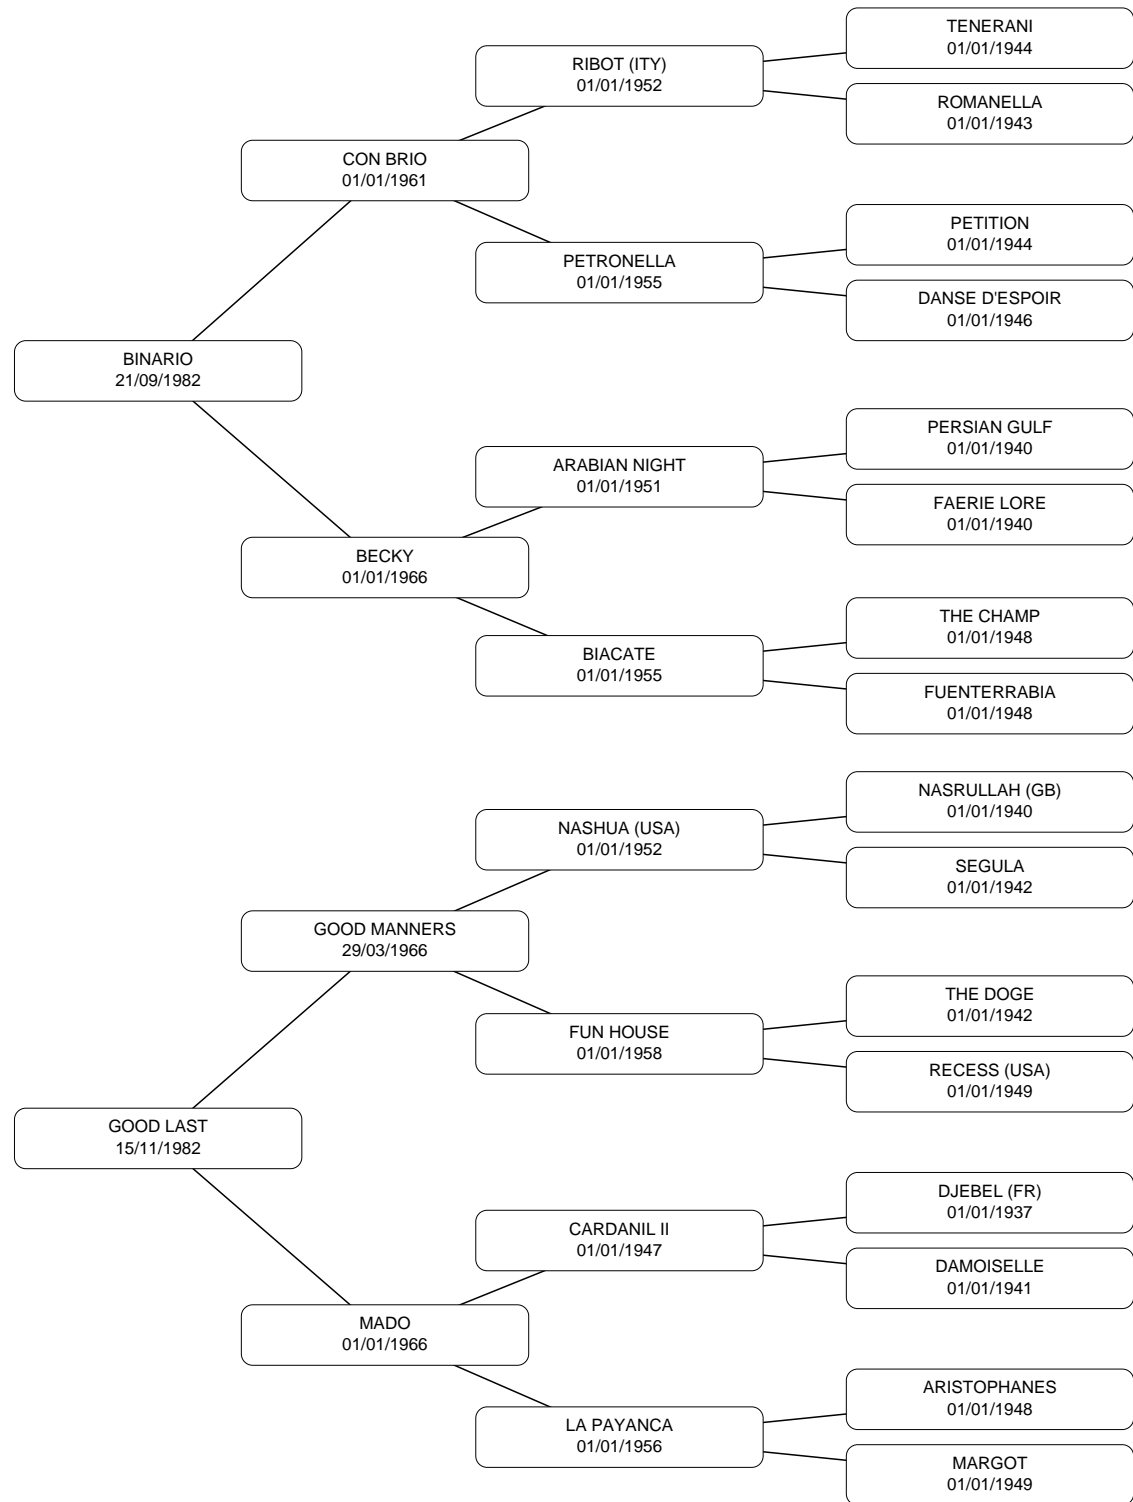 TENERANI
01/01/1944
RIBOT (ITY)
01/01/1952
ROMANELLA
01/01/1943
CON BRIO
01/01/1961
PETITION
01/01/1944
PETRONELLA
01/01/1955
DANSE D'ESPOIR
01/01/1946
BINARIO
21/09/1982
PERSIAN GULF
01/01/1940
ARABIAN NIGHT
01/01/1951
FAERIE LORE
01/01/1940
BECKY
01/01/1966
THE CHAMP
01/01/1948
BIACATE
01/01/1955
FUENTERRABIA
01/01/1948
NASRULLAH (GB)
01/01/1940
NASHUA (USA)
01/01/1952
SEGULA
01/01/1942
GOOD MANNERS
29/03/1966
THE DOGE
01/01/1942
FUN HOUSE
01/01/1958
RECESS (USA)
01/01/1949
GOOD LAST
15/11/1982
DJEBEL (FR)
01/01/1937
CARDANIL II
01/01/1947
DAMOISELLE
01/01/1941
MADO
01/01/1966
ARISTOPHANES
01/01/1948
LA PAYANCA
01/01/1956
MARGOT
01/01/1949